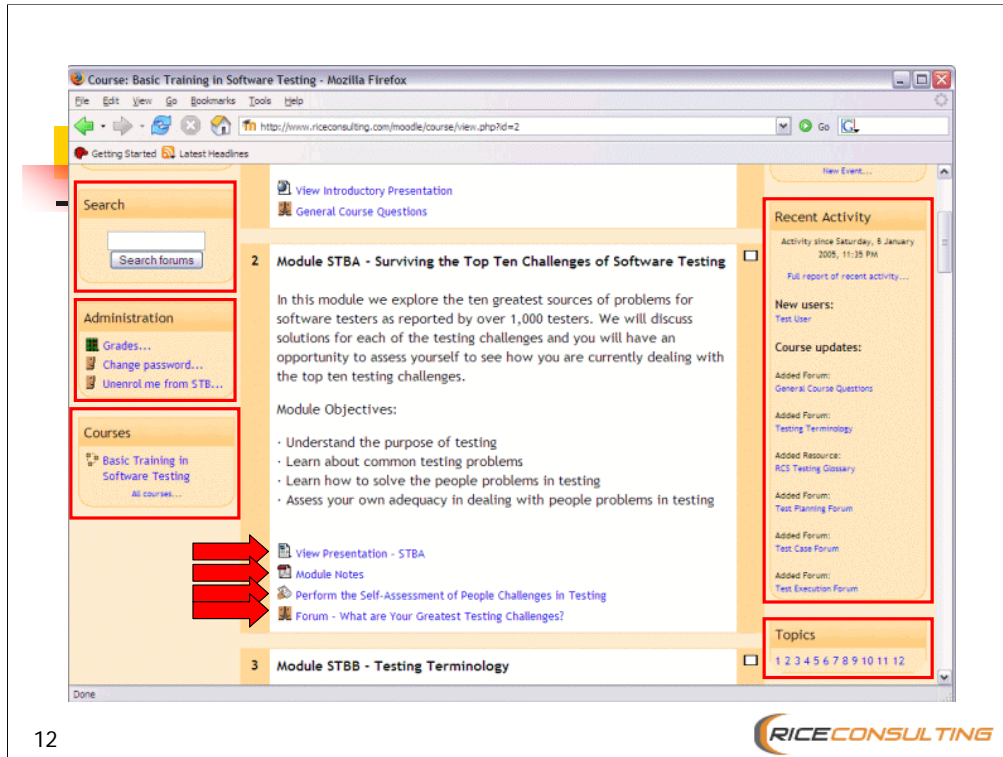 Course: Basic Training in Software Testing - Mozilla Firefox
File Edit View Go Bookmarks Tools Help
http://www.riceconsulting.com/moodle/course/view.php?id=2
Go
Getting Started
Latest Headlines
Search
Search forums
Administration
Grades...
Change password...
Unenrol me from STB...
Courses
Basic Training in
Software Testing
All courses...
View Introductory Presentation
General Course Questions
2 Module STBA - Surviving the Top Ten Challenges of Software Testing
In this module we explore the ten greatest sources of problems for
software testers as reported by over 1,000 testers. We will discuss
solutions for each of the testing challenges and you will have an
opportunity to assess yourself to see how you are currently dealing with
the top ten testing challenges.
Module Objectives:
· Understand the purpose of testing
· Learn about common testing problems
· Learn how to solve the people problems in testing
· Assess your own adequacy in dealing with people problems in testing
View Presentation - STBA
Module Notes
Perform the Self-Assessment of People Challenges in Testing
Forum - What are Your Greatest Testing Challenges?
3 Module STBB - Testing Terminology
New Event...
Recent Activity
Activity since Saturday, 8 January
2005, 11:35 PM
Full report of recent activity...
New users:
Test User
Course updates:
Added Forum:
General Course Questions
Added Forum:
Testing Terminology
Added Resource:
RCS Testing Glossary
Added Forum:
Test Planning Forum
Added Forum:
Test Case Forum
Added Forum:
Test Execution Forum
Topics
1 2 3 4 5 6 7 8 9 10 11 12
Done
12
RICECONSULTING